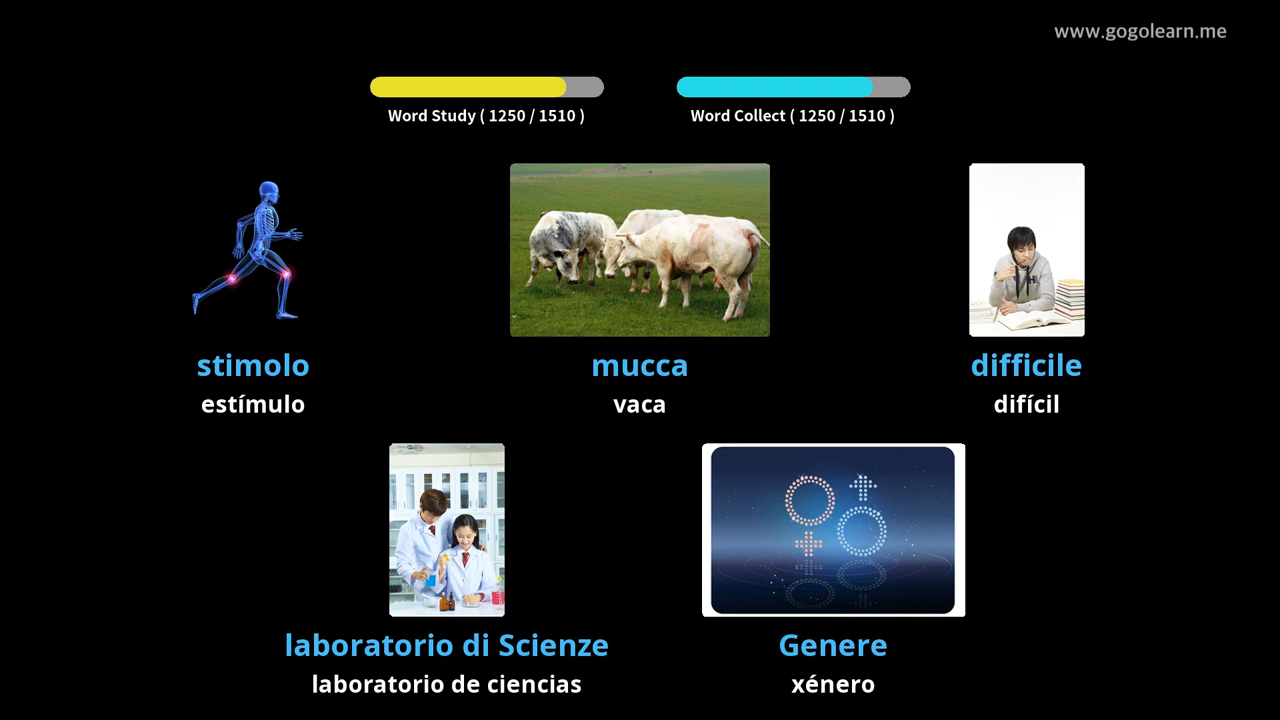 www.gogolearn.me
Word Study ( 1250 / 1510 )
Word Collect ( 1250 / 1510 )
stimolo
estímulo
mucca
vaca
difficile
difícil
laboratorio di Scienze
laboratorio de ciencias
Genere
xénero